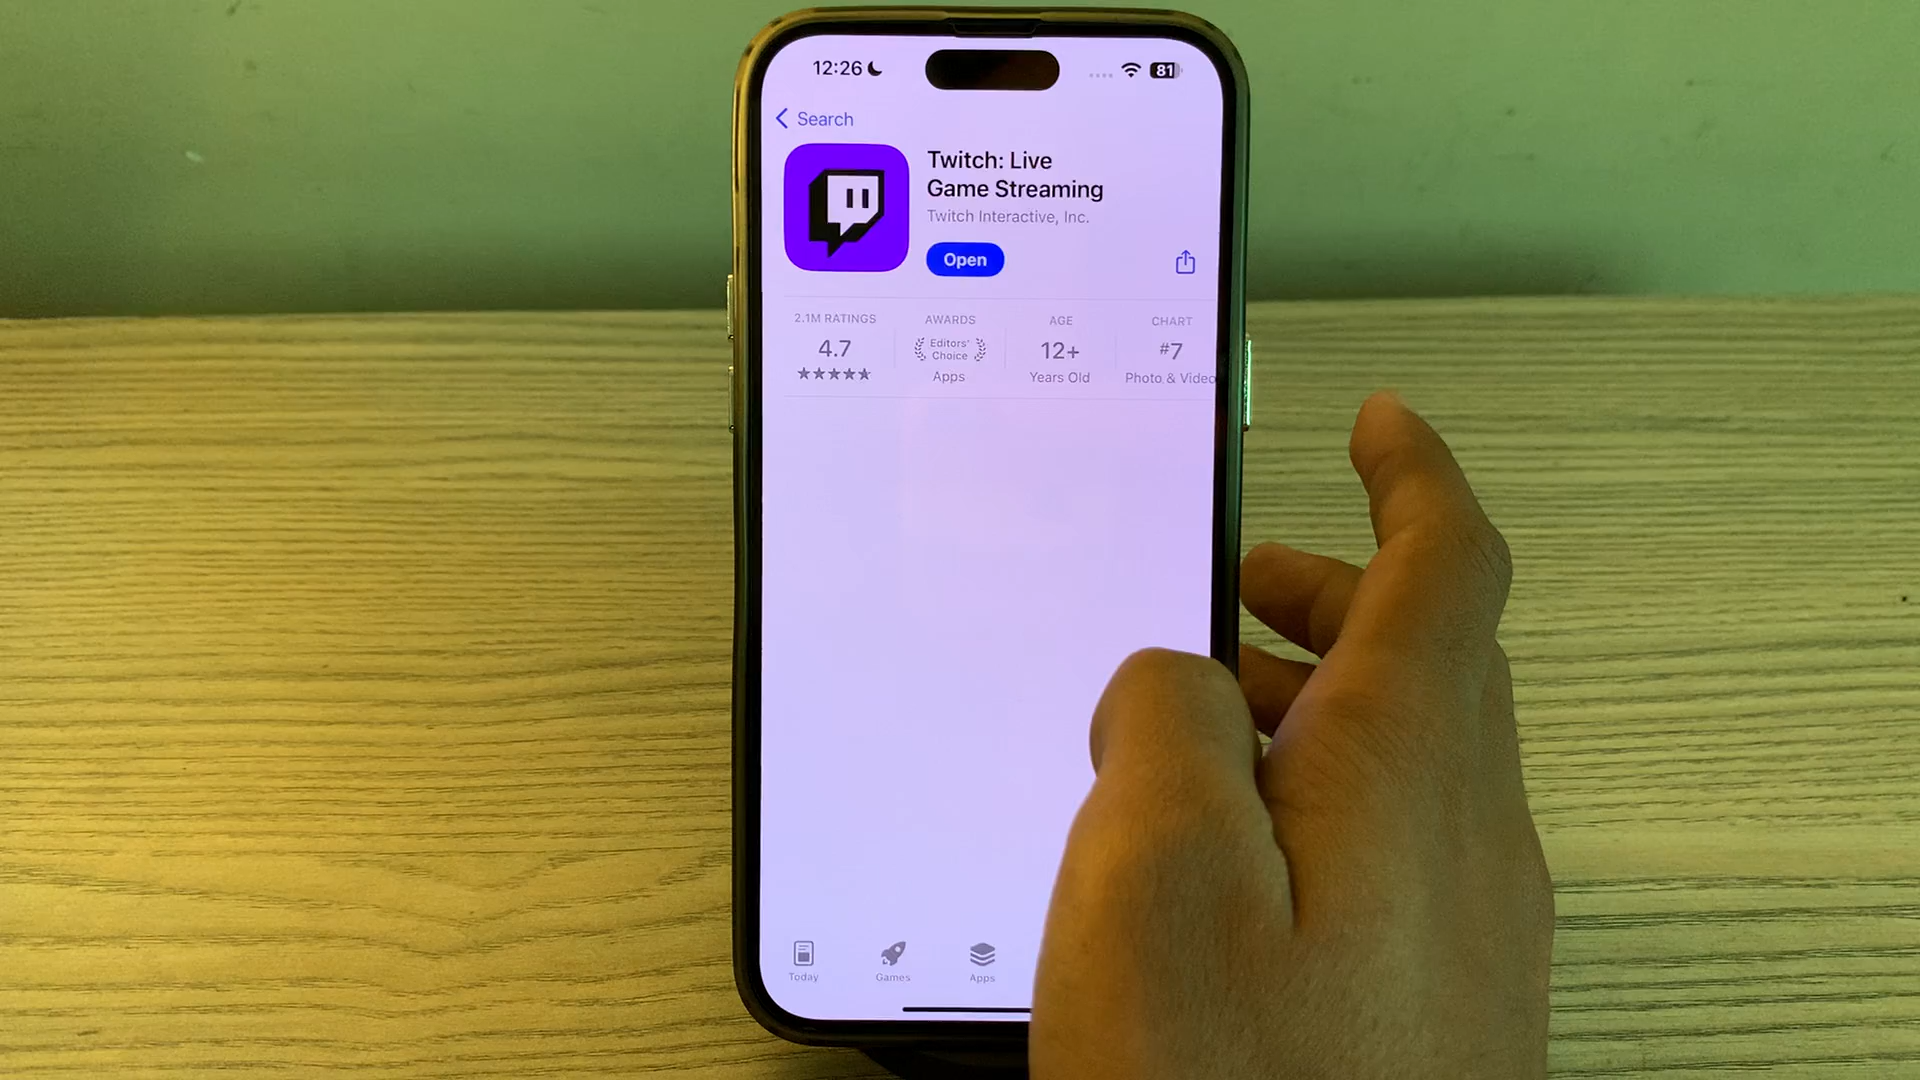 12:26
81
Search
Twitch: Live
Game Streaming
Twitch Interactive, Inc.
Open
2.1M RATINGS
4.7
AWARDS
Editors'
Choice
Apps
AGE
12+
Years Old
CHART
#7
Photo & Video
Today
Games
Apps